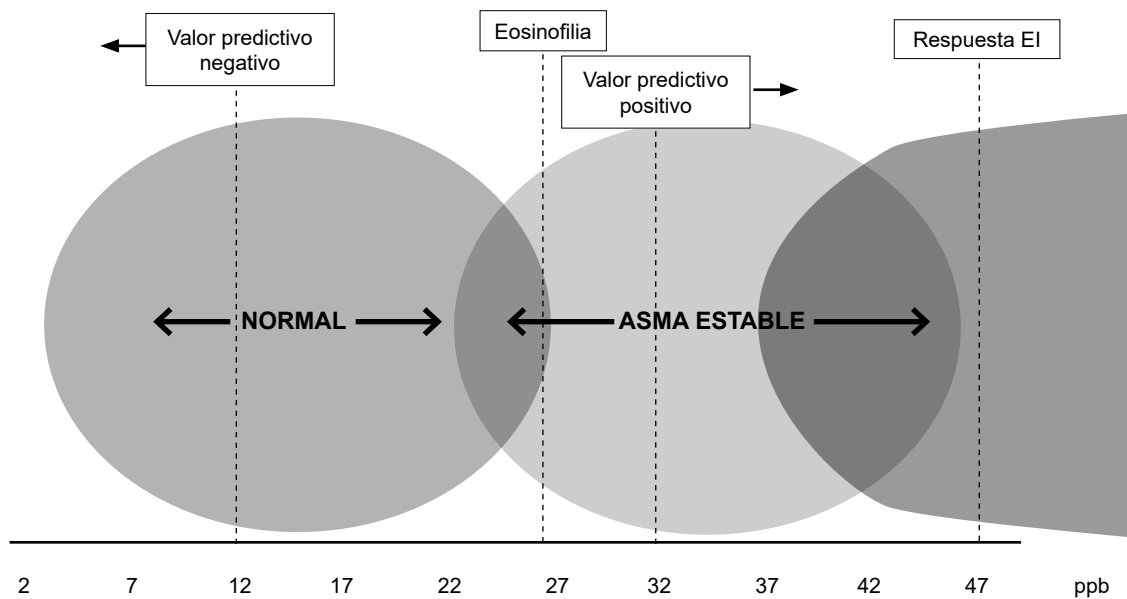 Valor predictivo
negativo
Eosinofilia
Valor predictivo
positivo
Respuesta EI
NORMAL
ASMA ESTABLE
2 7 12 17 22 27 32 37 42 47 ppb